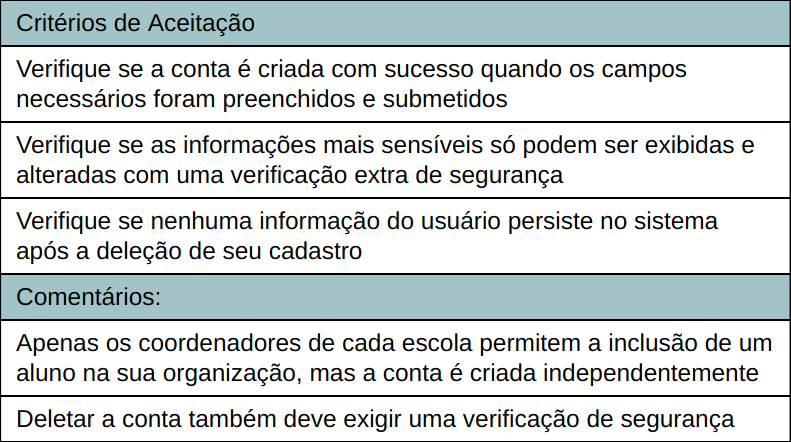 Critérios de Aceitação
Verifique se a conta é criada com sucesso quando os campos
necessários foram preenchidos e submetidos
Verifique se as informações mais sensíveis só podem ser exibidas e
alteradas com uma verificação extra de segurança
Verifique se nenhuma informação do usuário persiste no sistema
após a deleção de seu cadastro
Comentários:
Apenas os coordenadores de cada escola permitem a inclusão de um
aluno na sua organização, mas a conta é criada independentemente
Deletar a conta também deve exigir uma verificação de segurança